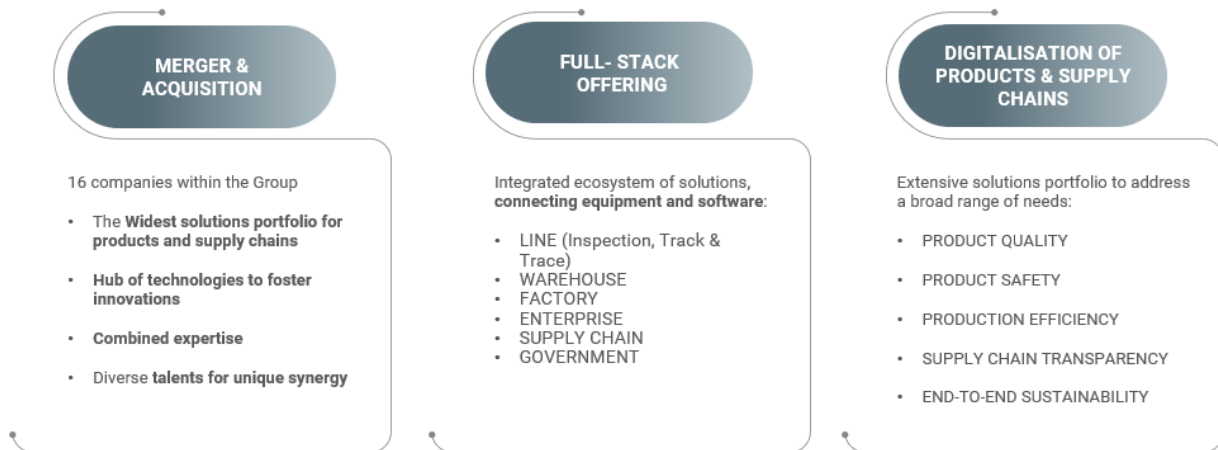 MERGER &
ACQUISITION
16 companies within the Group
• The Widest solutions portfolio for
products and supply chains
• Hub of technologies to foster
innovations
• Combined expertise
• Diverse talents for unique synergy
FULL- STACK
OFFERING
Integrated ecosystem of solutions,
connecting equipment and software:
• LINE (Inspection, Track &
Trace)
• WAREHOUSE
• FACTORY
• ENTERPRISE
• SUPPLY CHAIN
• GOVERNMENT
DIGITALISATION OF
PRODUCTS & SUPPLY
CHAINS
Extensive solutions portfolio to address
a broad range of needs:
• PRODUCT QUALITY
• PRODUCT SAFETY
• PRODUCTION EFFICIENCY
• SUPPLY CHAIN TRANSPARENCY
• END-TO-END SUSTAINABILITY